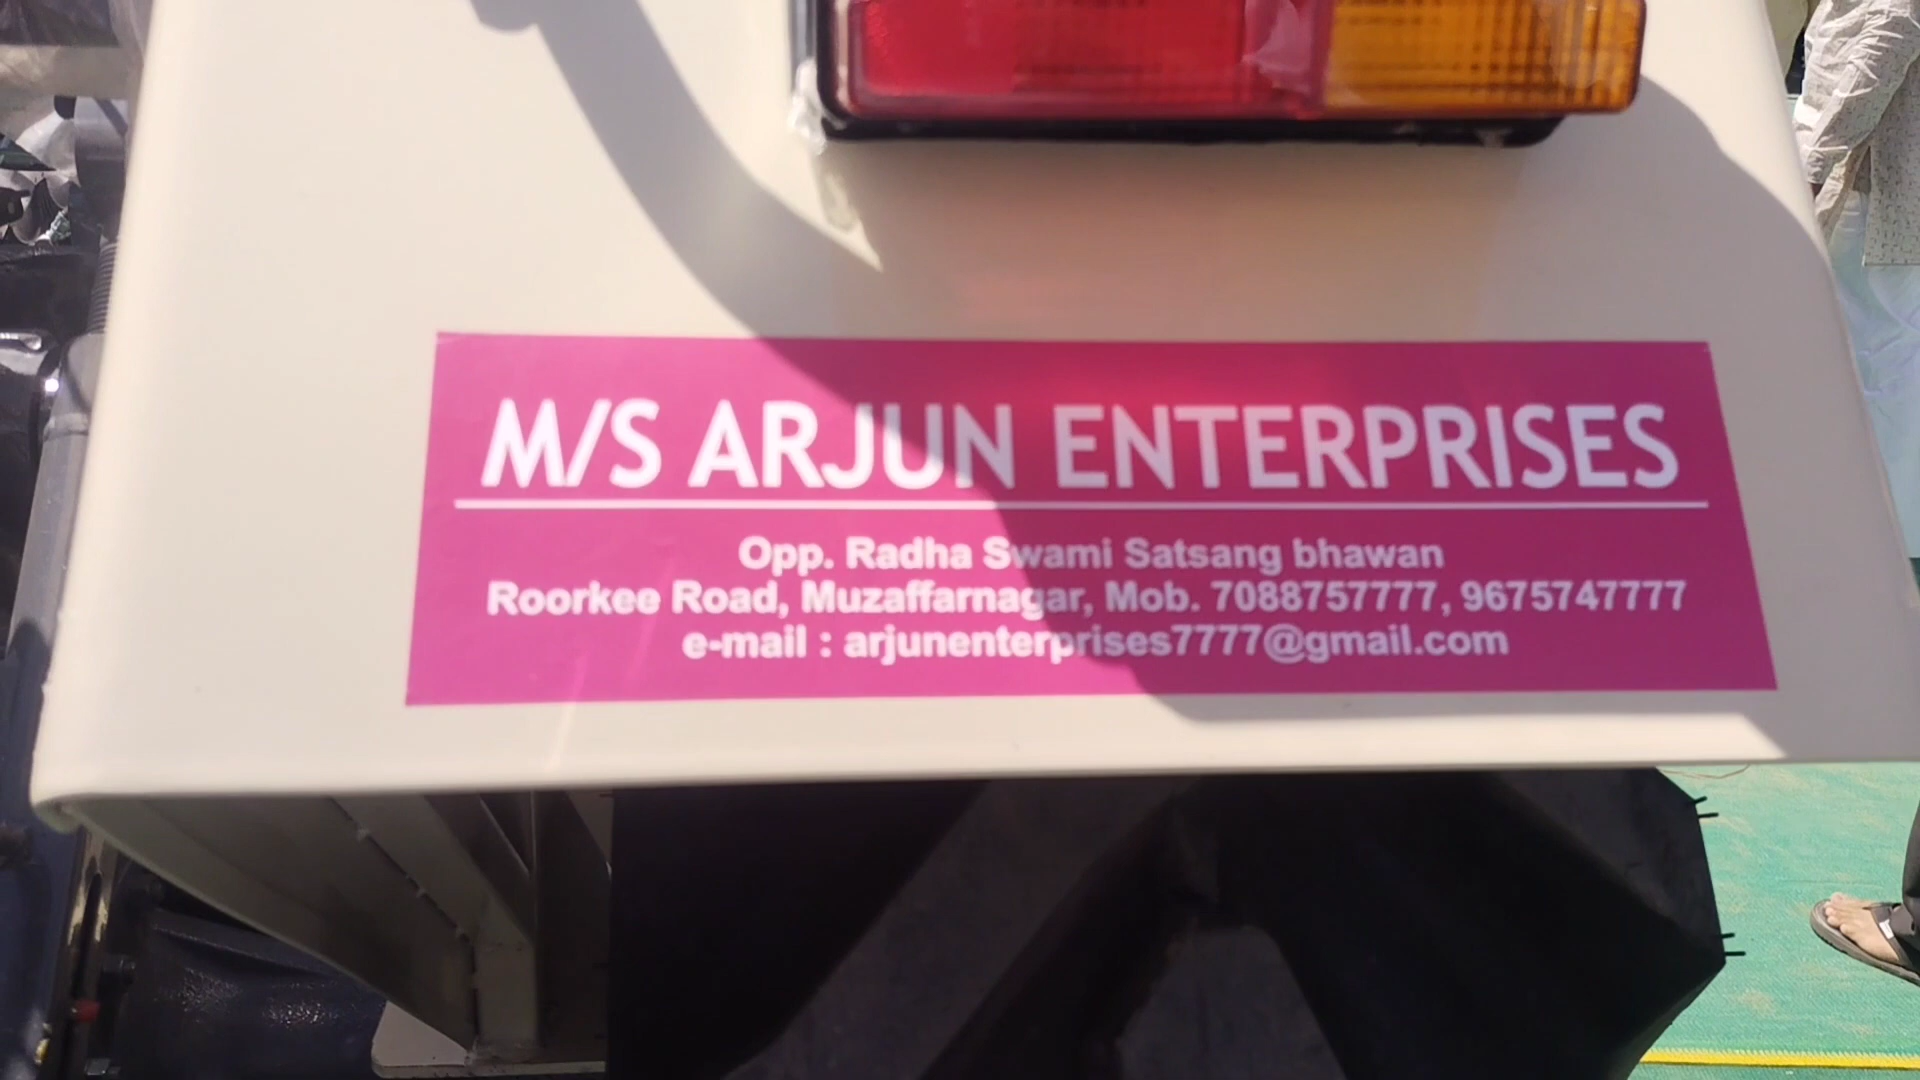 M/S ARJUN ENTERPRISES
Opp. Radha Swami Satsang bhawan
Roorkee Road, Muzaffarnagar, Mob. 7088757777, 9675747777
e-mail : arjunenterprises7777@gmail.com